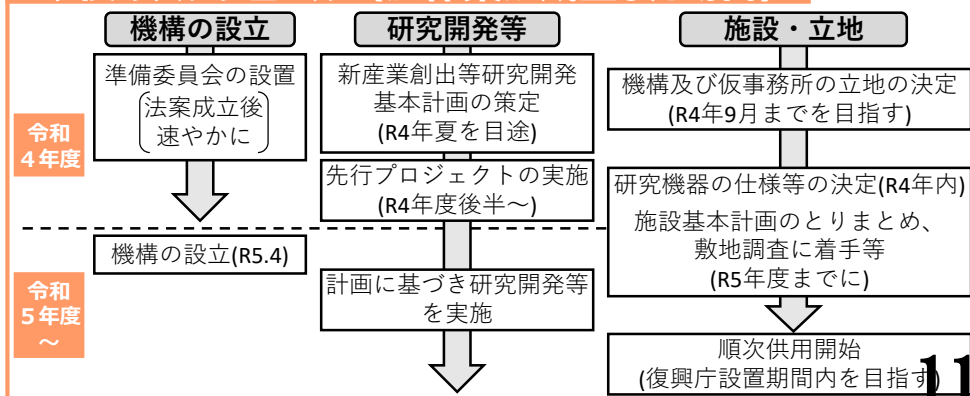 機構の設立
準備委員会の設置
法案成立後
速やかに
機構の設立(R5.4)
研究開発等
新産業創出等研究開発
基本計画の策定
(R4年夏を目途)
先行プロジェクトの実施
(R4年度後半~)
計画に基づき研究開発等
を実施
施設・立地
機構及び仮事務所の立地の決定
(R4年9月までを目指す)
研究機器の仕様等の決定(R4年内)
施設基本計画のとりまとめ、
敷地調査に着手等
(R5年度までに)
順次供用開始
(復興庁設置期間内を目指す)
令和
4年度
令和
5年度
~
11